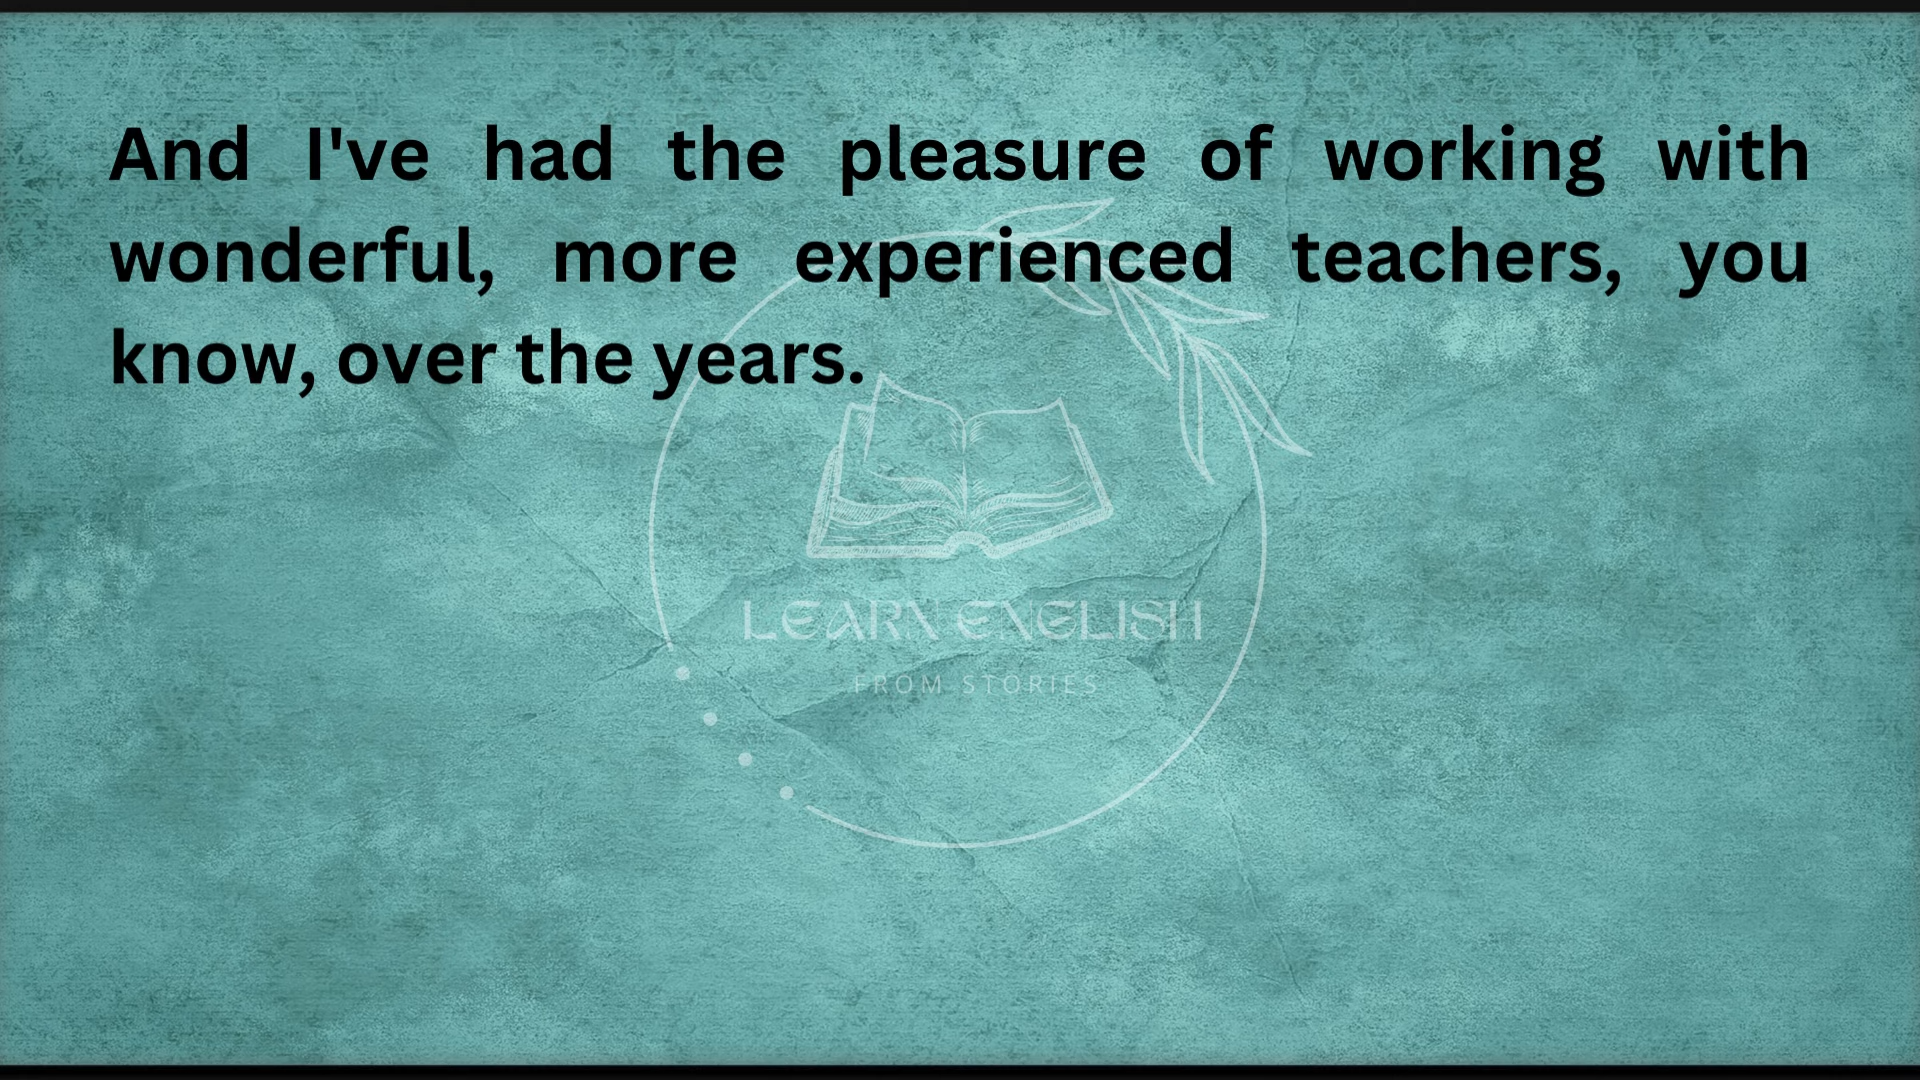 And I've had the pleasure of working with
wonderful, more experienced teachers, you
know, over the years.
LEARN ENGLISH
FROM STORIES